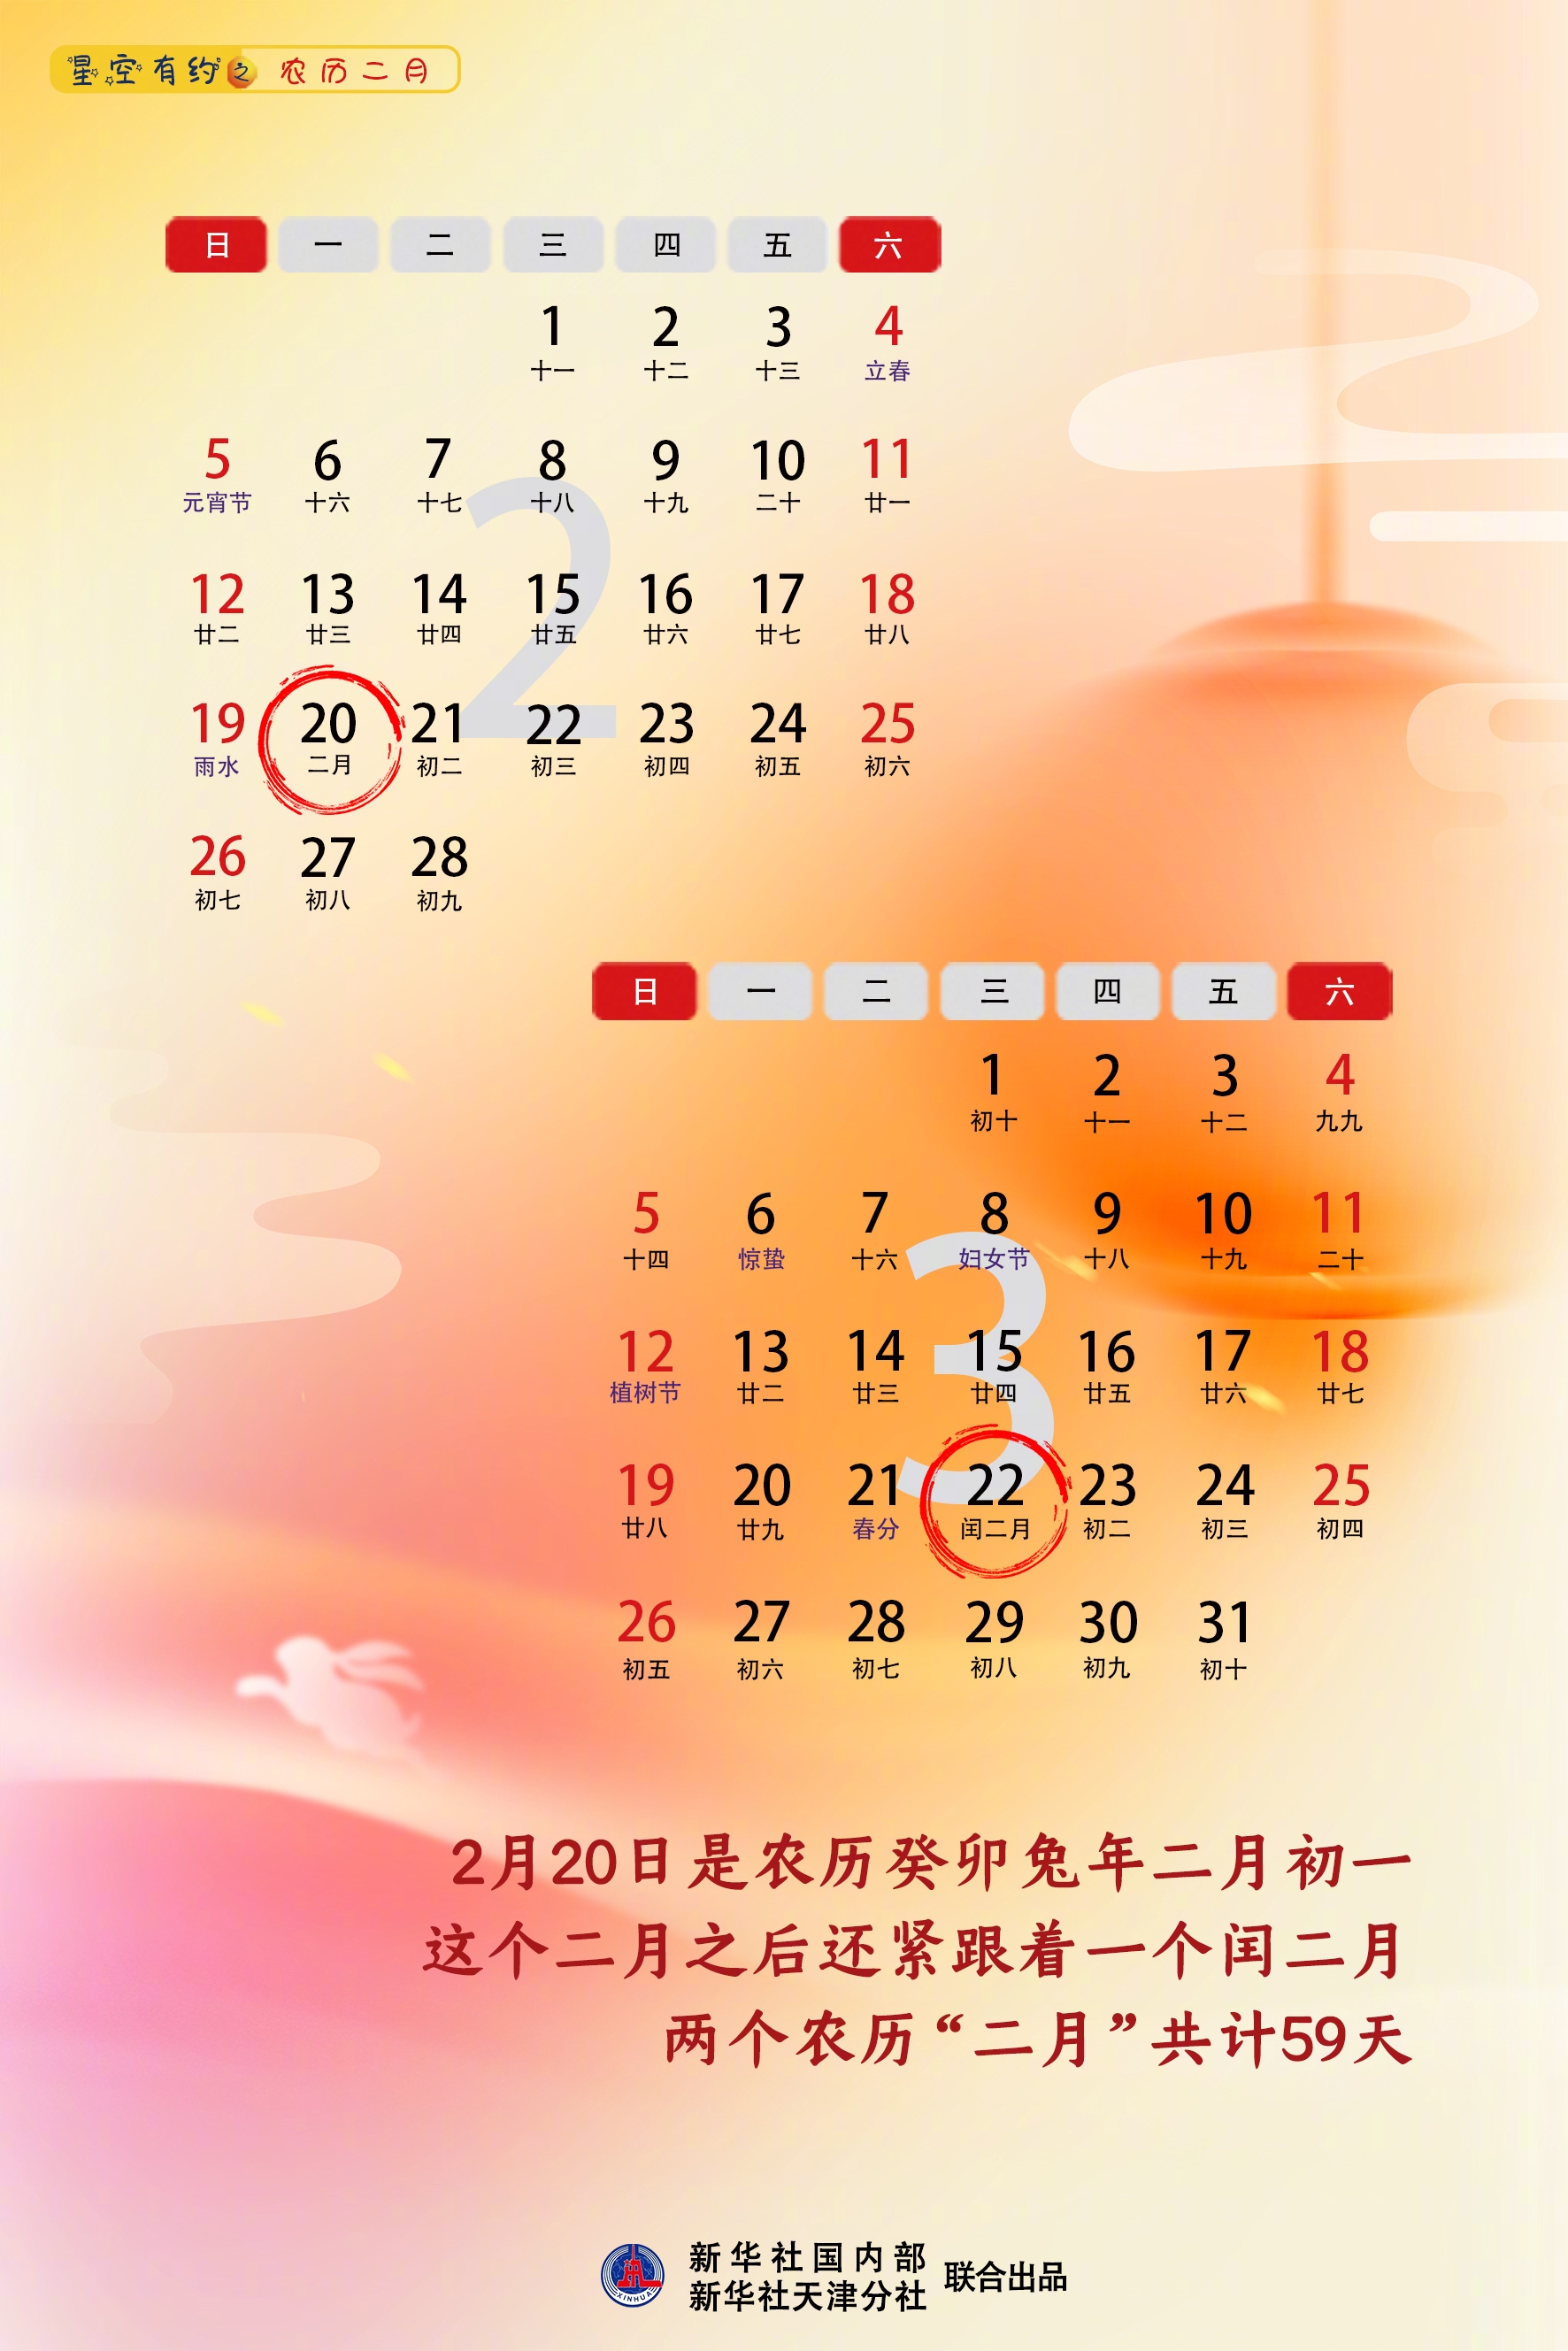 星空有约之 农历二月
日 一 二 三 四 五 六
1 2 3 4
十一 十二 十三 立春
5 6 7 8 9 10 11
元宵节 十六 十七 十八 十九 二十 廿一
2
12 13 14 15 16 17 18
廿二 廿三 廿四 廿五 廿六 廿七 廿八
19 20 21 22 23 24 25
雨水 二月 初二 初三 初四 初五 初六
26 27 28
初七 初八 初九
日 一 二 三 四 五 六
1 2 3 4
初十 十一 十二 九九
5 6 7 8 9 10 11
十四 惊蛰 十六 妇女节 十八 十九 二十
3
12 13 14 15 16 17 18
植树节 廿二 廿三 廿四 廿五 廿六 廿七
19 20 21 22 23 24 25
廿八 廿九 春分 闰二月 初二 初三 初四
26 27 28 29 30 31
初五 初六 初七 初八 初九 初十
2月20日是农历癸卯兔年二月初一
这个二月之后还紧跟着一个闰二月
两个农历“二月”共计59天
XINHUA
新华社国内部
新华社天津分社
联合出品